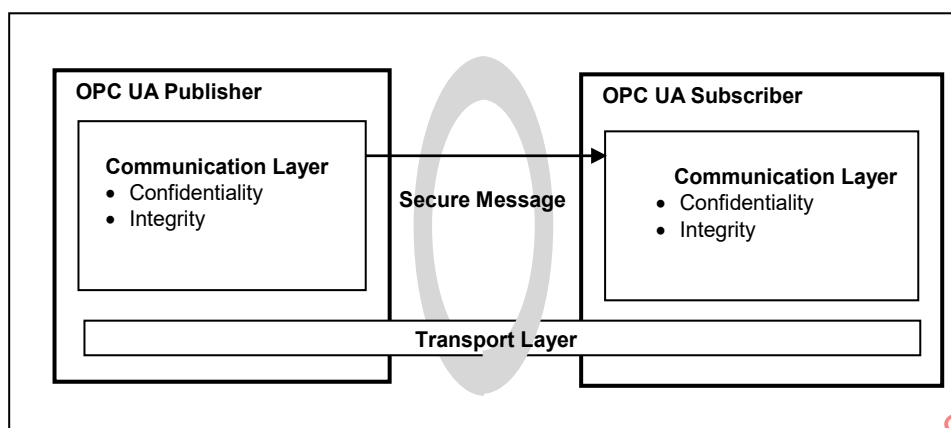 OPC UA Publisher
Communication Layer
• Confidentiality
• Integrity
Secure Message
OPC UA Subscriber
Communication Layer
• Confidentiality
• Integrity
Transport Layer